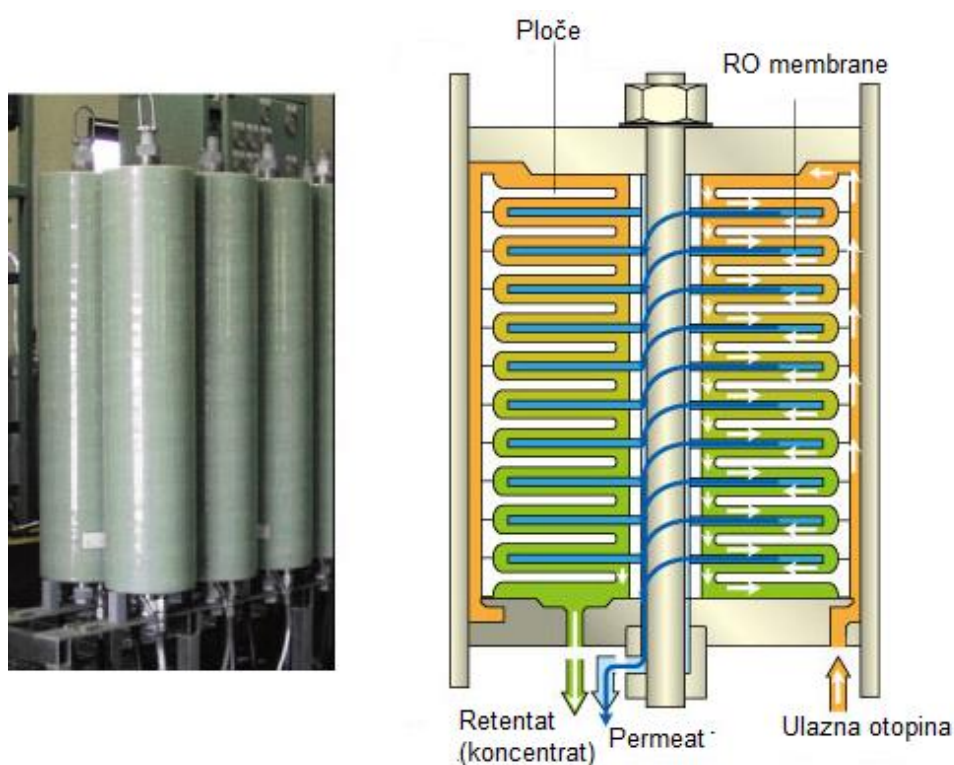 Ploče
RO membrane
Retentat
(koncentrat)
Permeat
Ulazna otopina